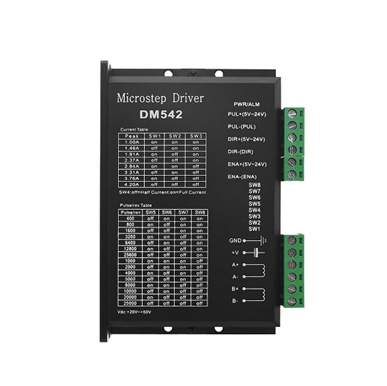 Microstep Driver
DM542
Current Table
Peak SW1 SW2 SW3
1.00A on on on
1.46A off on on
on off on
2.37A off off on
2.84A on on off
3.31A off on off
3.76A on off off
4.20A off off off
SW4:off=Half Current;on=Full Current
Pulse/rev Table
Pulse/rev SW5 SW6 SW7 SW8
400 off on on on
800 on off on on
1600 off off on on
3200 on on off on
6400 off on off on
12800 on off off on
25600 off off off on
1000 on on on off
2000 off on on off
4000 on off on off
5000 off off on off
8000 on on off off
10000 off on off off
20000 on off off off
25000 off off off off
Vdc:+20V~+50V
PWR/ALM
PUL+(5V~24V)
PUL-(PUL)
DIR+(5V~24V)
DIR-(DIR)
ENA+(5V~24V)
ENA-(ENA)
SW8
SW7
SW6
SW5
SW4
SW3
SW2
SW1
GND
+V
A+
A-
B+
B-